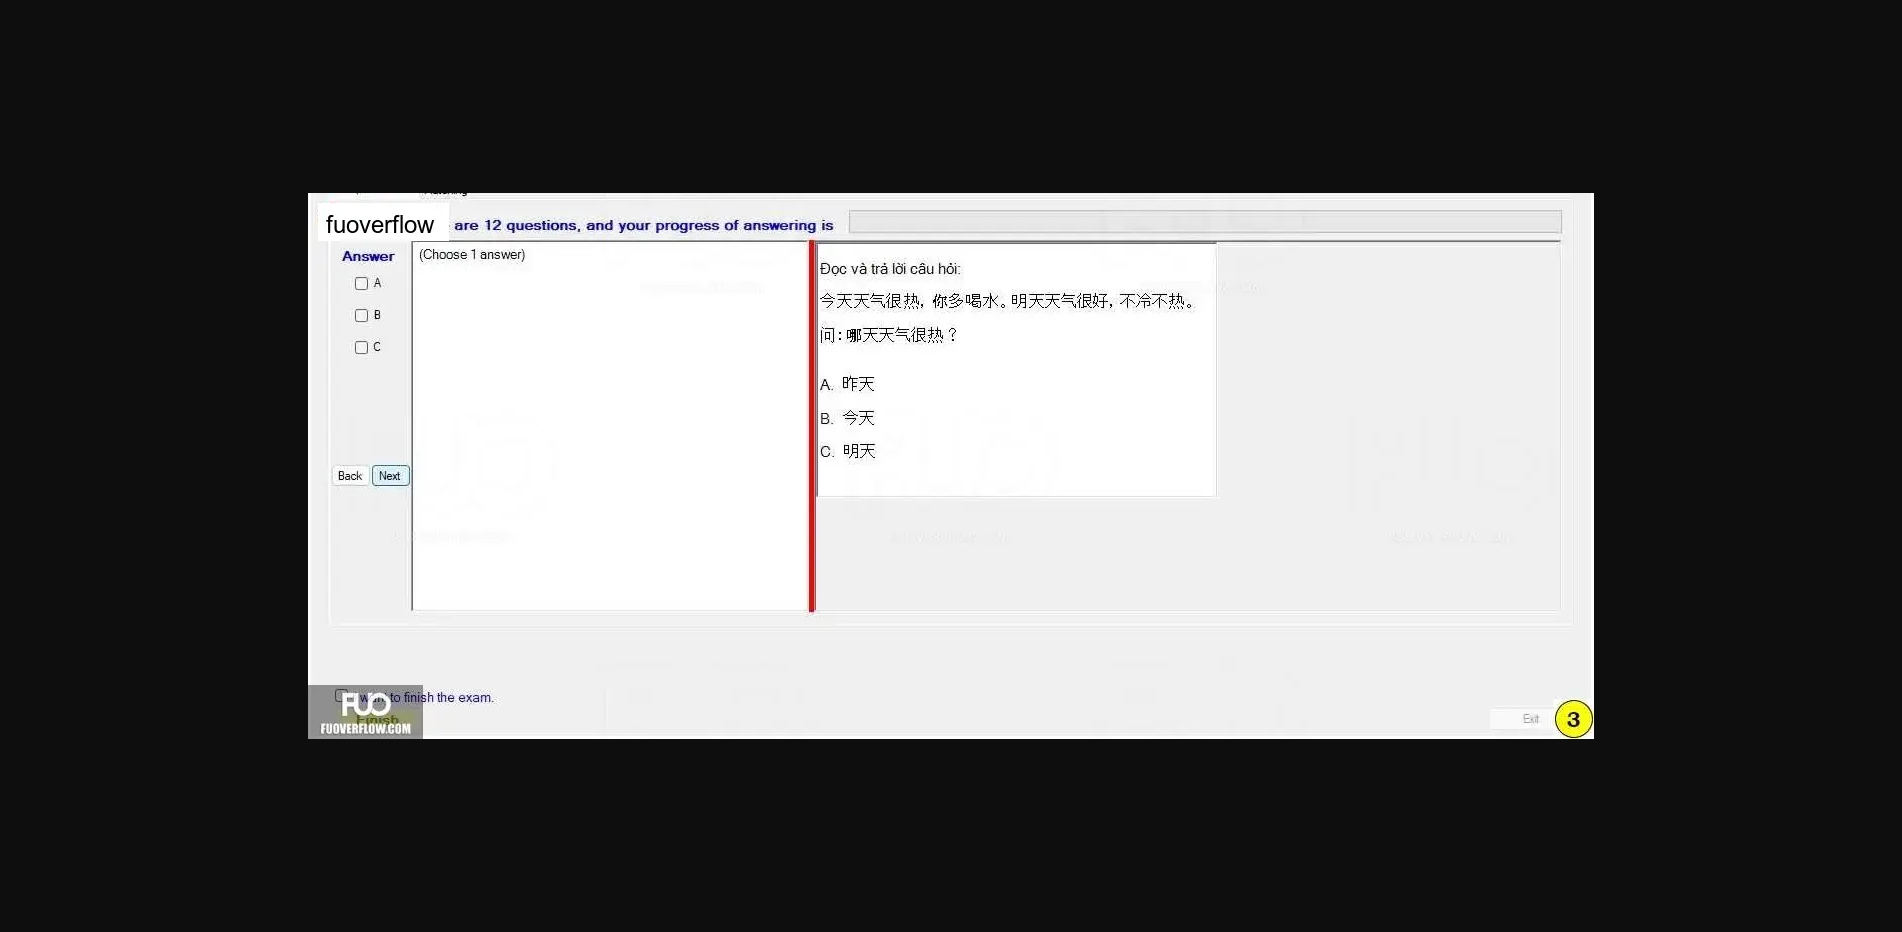 fuoverflow are 12 questions, and your progress of answering is
Answer
A
B
C
Back Next
(Choose 1 answer)
Đọc và trả lời câu hỏi:
今天天气很热, 你多喝水。明天天气很好, 不冷不热。
问: 哪天天气很热?
A. 昨天
B. 今天
C. 明天
want to finish the exam.
Finish
FUO
FUOVERFLOW.COM
Exit
3